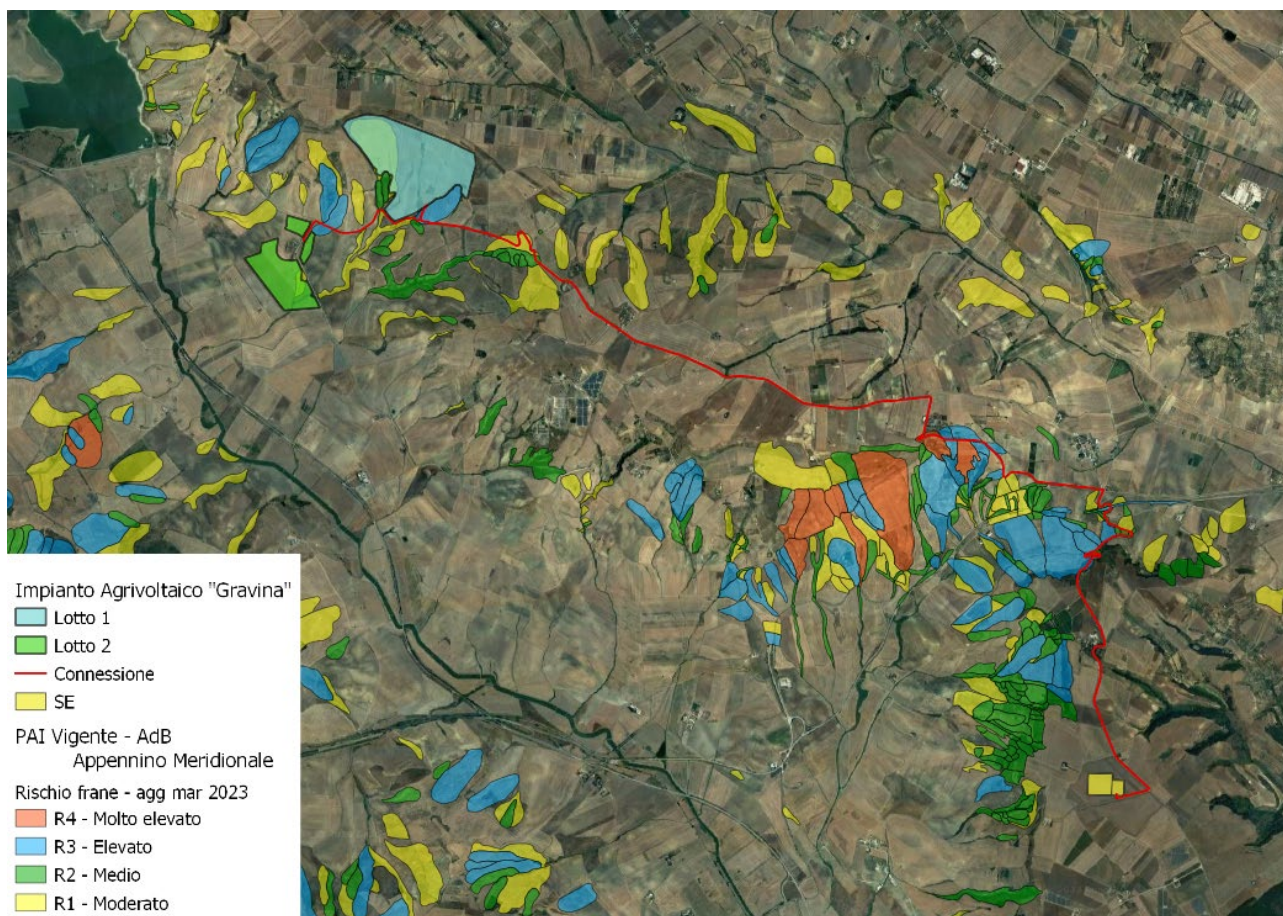 Impianto Agrivoltaico "Gravina"
Lotto 1
Lotto 2
Connessione
SE
PAI Vigente - AdB
Appennino Meridionale
Rischio frane - agg mar 2023
R4 - Molto elevato
R3 - Elevato
R2 - Medio
R1 - Moderato